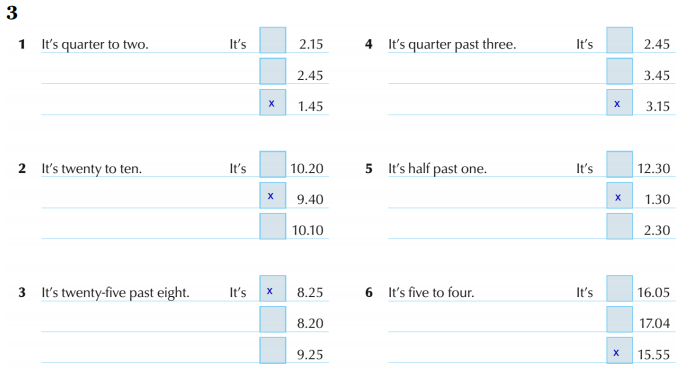 3
1 It's quarter to two. It's 2.15
2.45
x 1.45
2 It's twenty to ten. It's 10.20
x 9.40
10.10
3 It's twenty-five past eight. It's x 8.25
8.20
9.25
4 It's quarter past three. It's 2.45
3.45
x 3.15
5 It's half past one. It's 12.30
x 1.30
2.30
6 It's five to four. It's 16.05
17.04
x 15.55